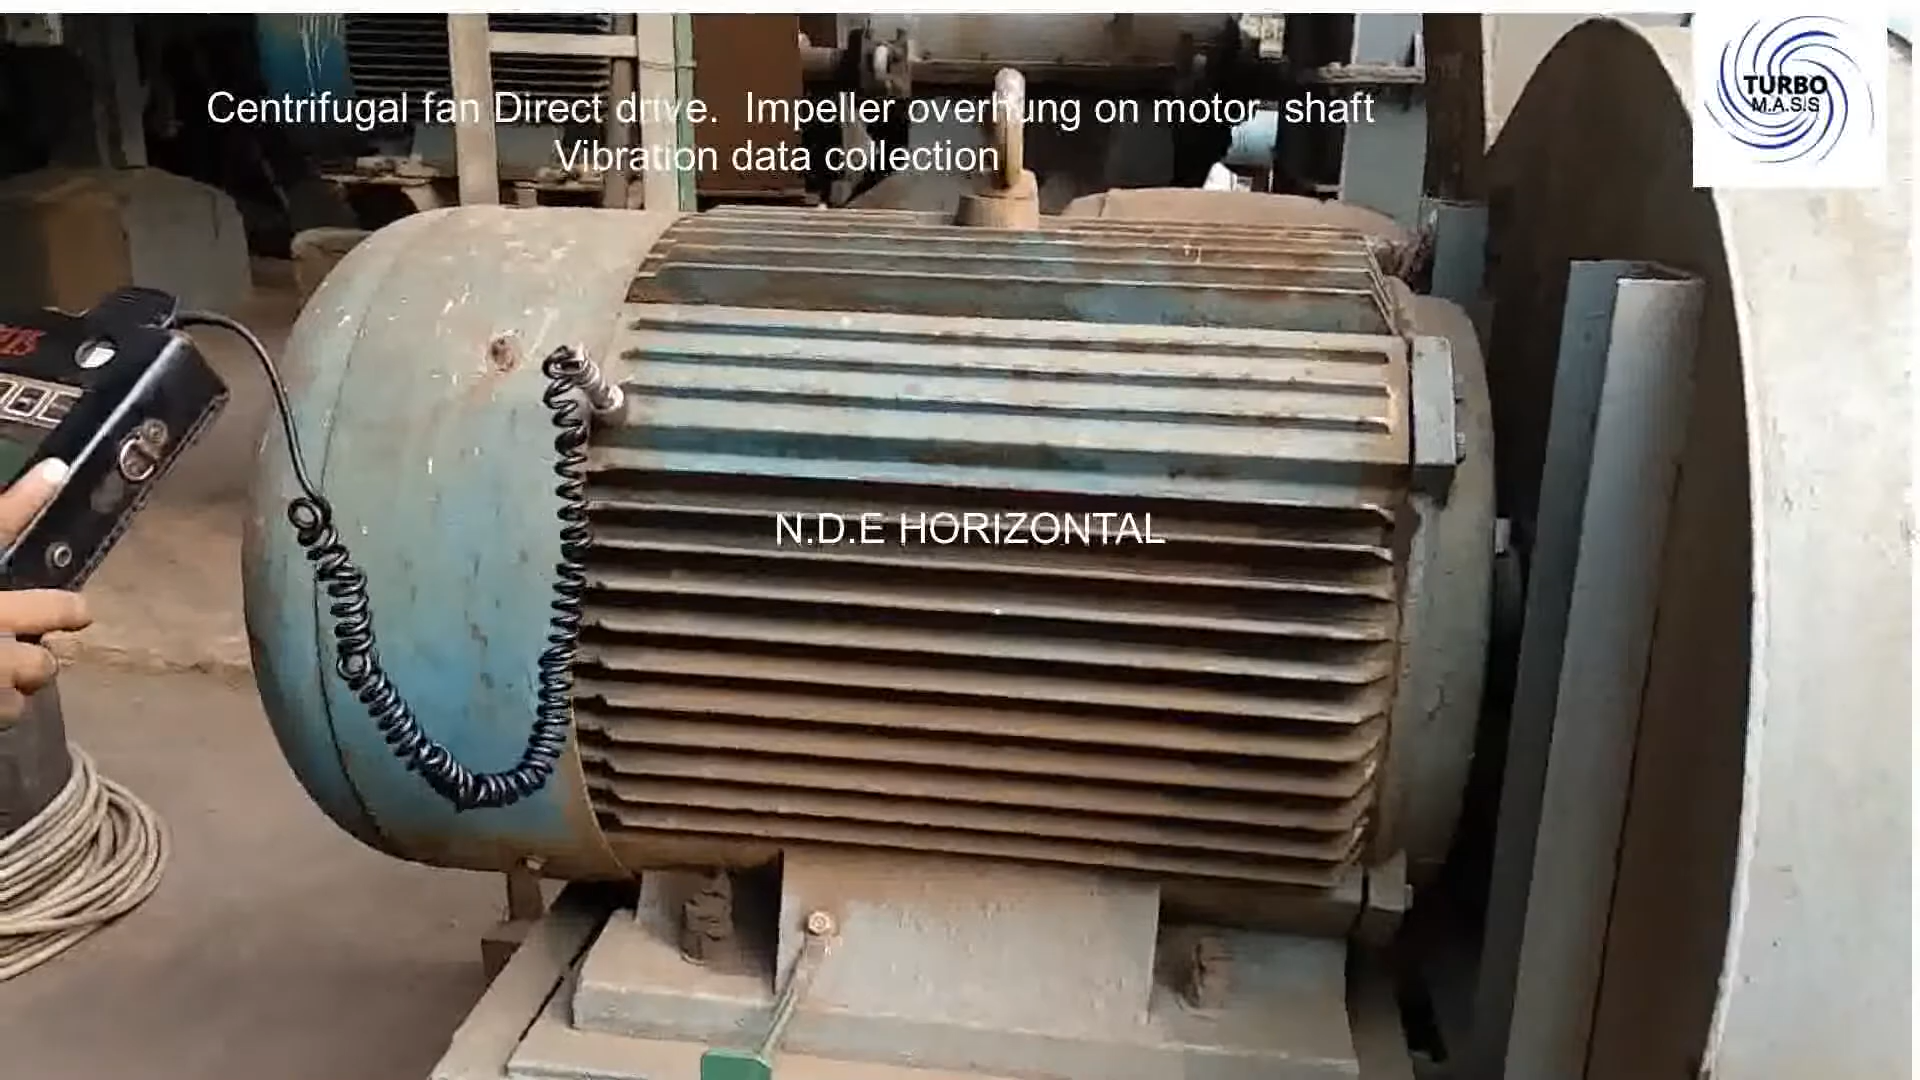 Centrifugal fan Direct drive.  Impeller overhung on motor  shaft
Vibration data collection
TURBO
M.A.S.S
N.D.E HORIZONTAL